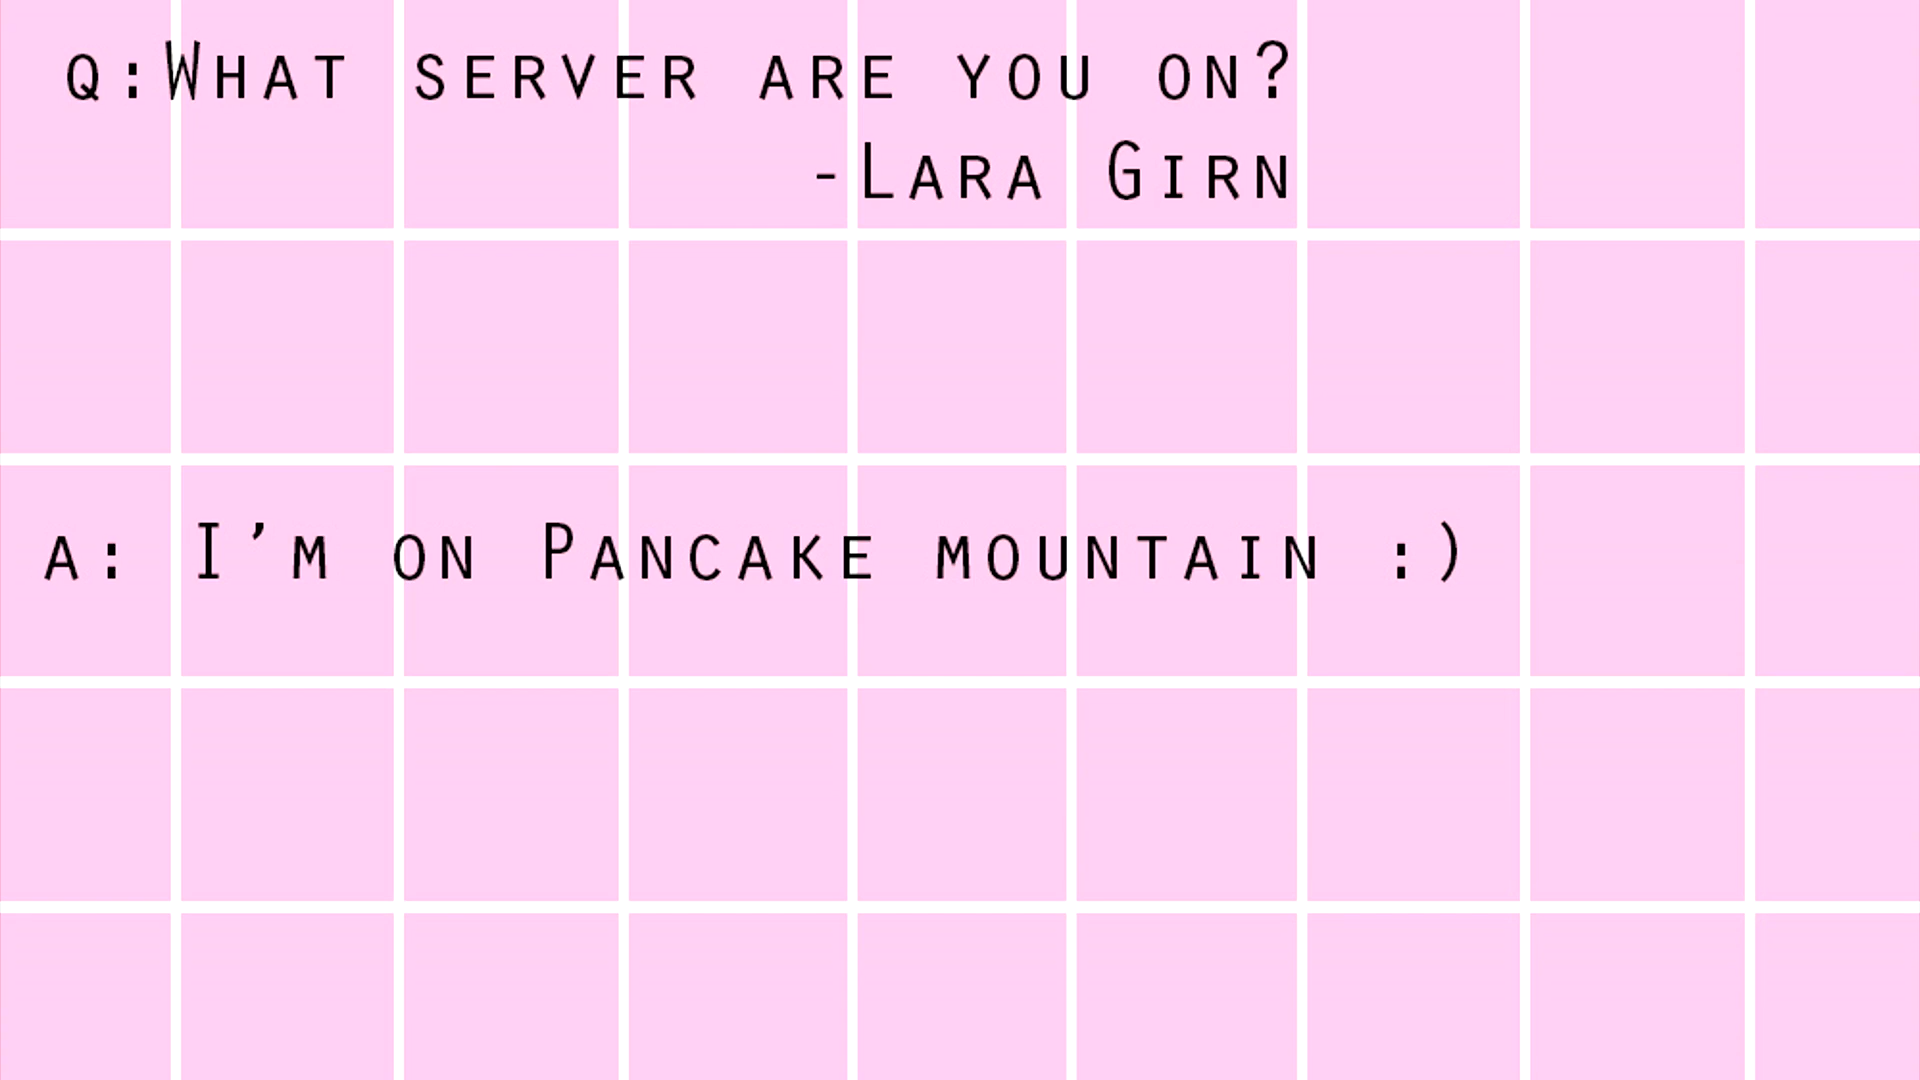 Q:What server are you on?
-Lara Girn
A: I'm on Pancake mountain :)